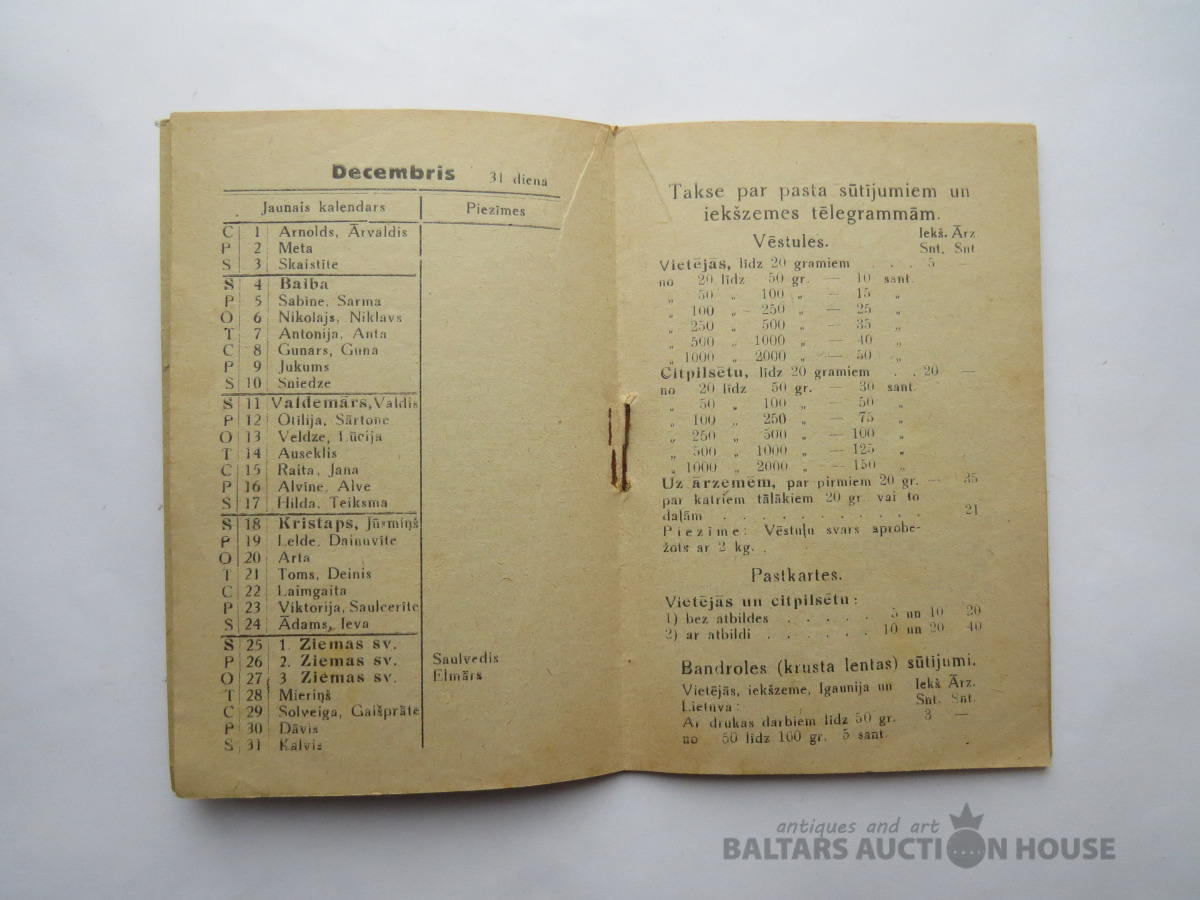 Decembris 31 diena
Jaunais kalendars Piezīmes
C 1 Arnolds, Ārvaldis
P 2 Meta
S 3 Skaistīte
S 4 Baiba
P 5 Sabine, Sarma
O 6 Nikolajs, Niklavs
T 7 Antonija, Anta
C 8 Gunars, Guna
P 9 Jukums
S 10 Sniedze
S 11 Valdemārs, Valdis
P 12 Otilija, Sārtone
O 13 Veldze, Lūcija
T 14 Auseklis
C 15 Raita, Jana
P 16 Alvīne, Alve
S 17 Hilda, Teiksma
S 18 Kristaps, Jūsmiņš
P 19 Lelde, Dainuvīte
O 20 Arta
T 21 Toms, Deinis
C 22 Laimgaita
P 23 Viktorija, Saulcerīte
S 24 Ādams, Ieva
S 25 1. Ziemas sv.
P 26 2. Ziemas sv. Saulvedis
O 27 3 Ziemas sv. Elmārs
T 28 Mieriņš
C 29 Solveiga, Gaišprāte
P 30 Dāvis
S 31 Kalvis
Takse par pasta sūtījumiem un
iekšzemes tēlegrammām.
Vēstules. Iekš. Ārz.
Snt. Snt
Vietējās, līdz 20 gramiem . . . 5
no 20 līdz 50 gr. — 10 sant.
„ 50 „ 100 „ — 15 „
„ 100 „ 250 „ — 25 „
„ 250 „ 500 „ — 35 „
„ 500 „ 1000 „ — 40 „
„ 1000 „ 2000 „ — 50 „
Citpilsētu, līdz 20 gramiem . . 20 —
no 20 līdz 50 gr. — 30 sant.
„ 50 „ 100 „ — 50 „
„ 100 „ 250 „ — 75 „
„ 250 „ 500 „ — 100 „
„ 500 „ 1000 „ — 125 „
„ 1000 „ 2000 „ — 150 „
Uz ārzemēm, par pirmiem 20 gr. — 35
par katriem tālākiem 20 gr. vai to
daļām . . . . . . . . . . . 21
Piezīme: Vēstuļu svars aprobe-
žots ar 2 kg.
Pastkartes.
Vietējās un citpilsētu:
1) bez atbildes . . . . . 5 un 10 20
2) ar atbildi . . . . . . 10 un 20 40
Bandroles (krusta lentas) sūtījumi.
Vietējās, iekšzeme, Igaunija un Iekš Ārz.
Lietuva: Snt. Snt.
Ar drukas darbiem līdz 50 gr. 3 —
no 50 līdz 100 gr. 5 sant.
antiques and art
BALTARS AUCTION HOUSE